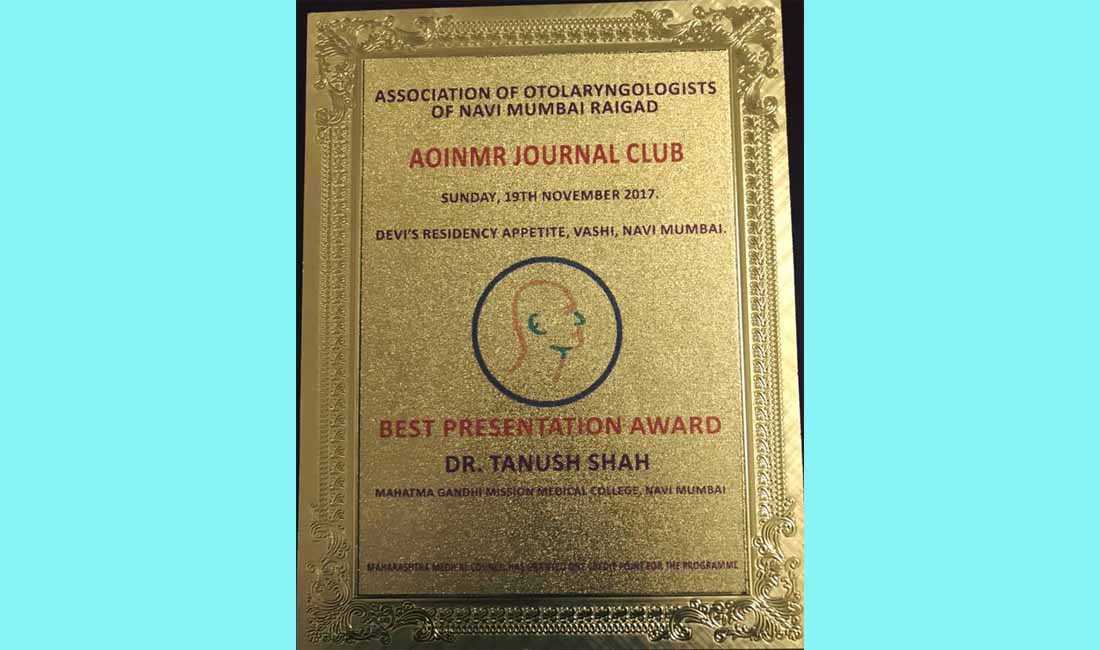 ASSOCIATION OF OTOLARYNGOLOGISTS
OF NAVI MUMBAI RAIGAD
AOINMR JOURNAL CLUB
SUNDAY, 19TH NOVEMBER 2017.
DEVI'S RESIDENCY APPETITE, VASHI, NAVI MUMBAI.
BEST PRESENTATION AWARD
DR. TANUSH SHAH
MAHATMA GANDHI MISSION MEDICAL COLLEGE, NAVI MUMBAI
MAHARASHTRA MEDICAL COUNCIL HAS GRANTED ONE CREDIT POINT FOR THE PROGRAMME